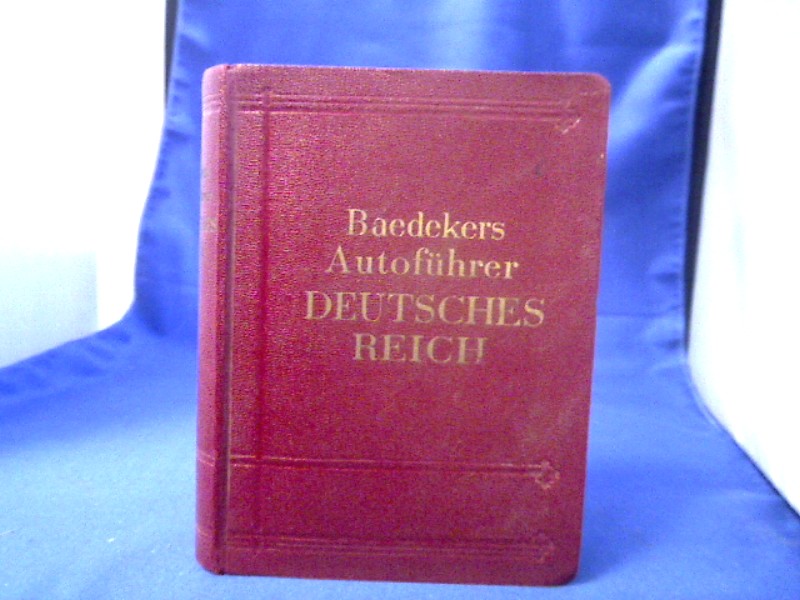 Baedekers
Autoführer
DEUTSCHES
REICH